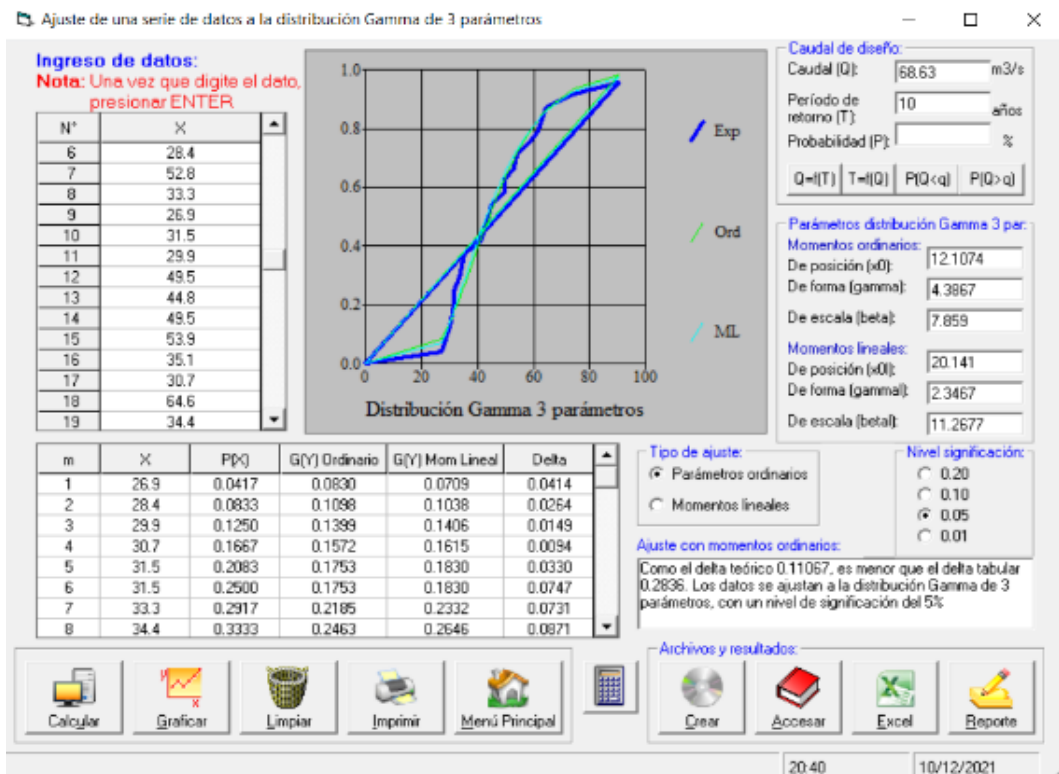 Ajuste de una serie de datos a la distribución Gamma de 3 parámetros
Ingreso de datos:
Nota: Una vez que digite el dato,
presionar ENTER
N° X
6 28.4
7 52.8
8 33.3
9 26.9
10 31.5
11 29.9
12 49.5
13 44.8
14 49.5
15 53.9
16 35.1
17 30.7
18 64.6
19 34.4
1.0
0.8
0.6
0.4
0.2
0.0
0 20 40 60 80 100
Exp
Ord
ML
Distribución Gamma 3 parámetros
Caudal de diseño:
Caudal (Q): 68.63 m3/s
Período de
retorno (T): 10 años
Probabilidad (P): %
Q=f(T) T=f(Q) P(Q<q) P(Q>q)
Parámetros distribución Gamma 3 par:
Momentos ordinarios:
De posición (x0): 12.1074
De forma (gamma): 4.3867
De escala (beta): 7.859
Momentos lineales:
De posición (x0l): 20.141
De forma (gammal): 2.3467
De escala (betal): 11.2677
m X P(X) G(Y) Ordinario G(Y) Mom Lineal Delta
1 26.9 0.0417 0.0830 0.0709 0.0414
2 28.4 0.0833 0.1098 0.1038 0.0264
3 29.9 0.1250 0.1399 0.1406 0.0149
4 30.7 0.1667 0.1572 0.1615 0.0094
5 31.5 0.2083 0.1753 0.1830 0.0330
6 31.5 0.2500 0.1753 0.1830 0.0747
7 33.3 0.2917 0.2185 0.2332 0.0731
8 34.4 0.3333 0.2463 0.2646 0.0871
Tipo de ajuste:
Parámetros ordinarios
Momentos lineales
Nivel significación:
0.20
0.10
0.05
0.01
Ajuste con momentos ordinarios:
Como el delta teórico 0.11067, es menor que el delta tabular
0.2836. Los datos se ajustan a la distribución Gamma de 3
parámetros, con un nivel de significación del 5%
Calcular Graficar Limpiar Imprimir Menú Principal
Archivos y resultados:
Crear Accesar Excel Reporte
20:40 10/12/2021